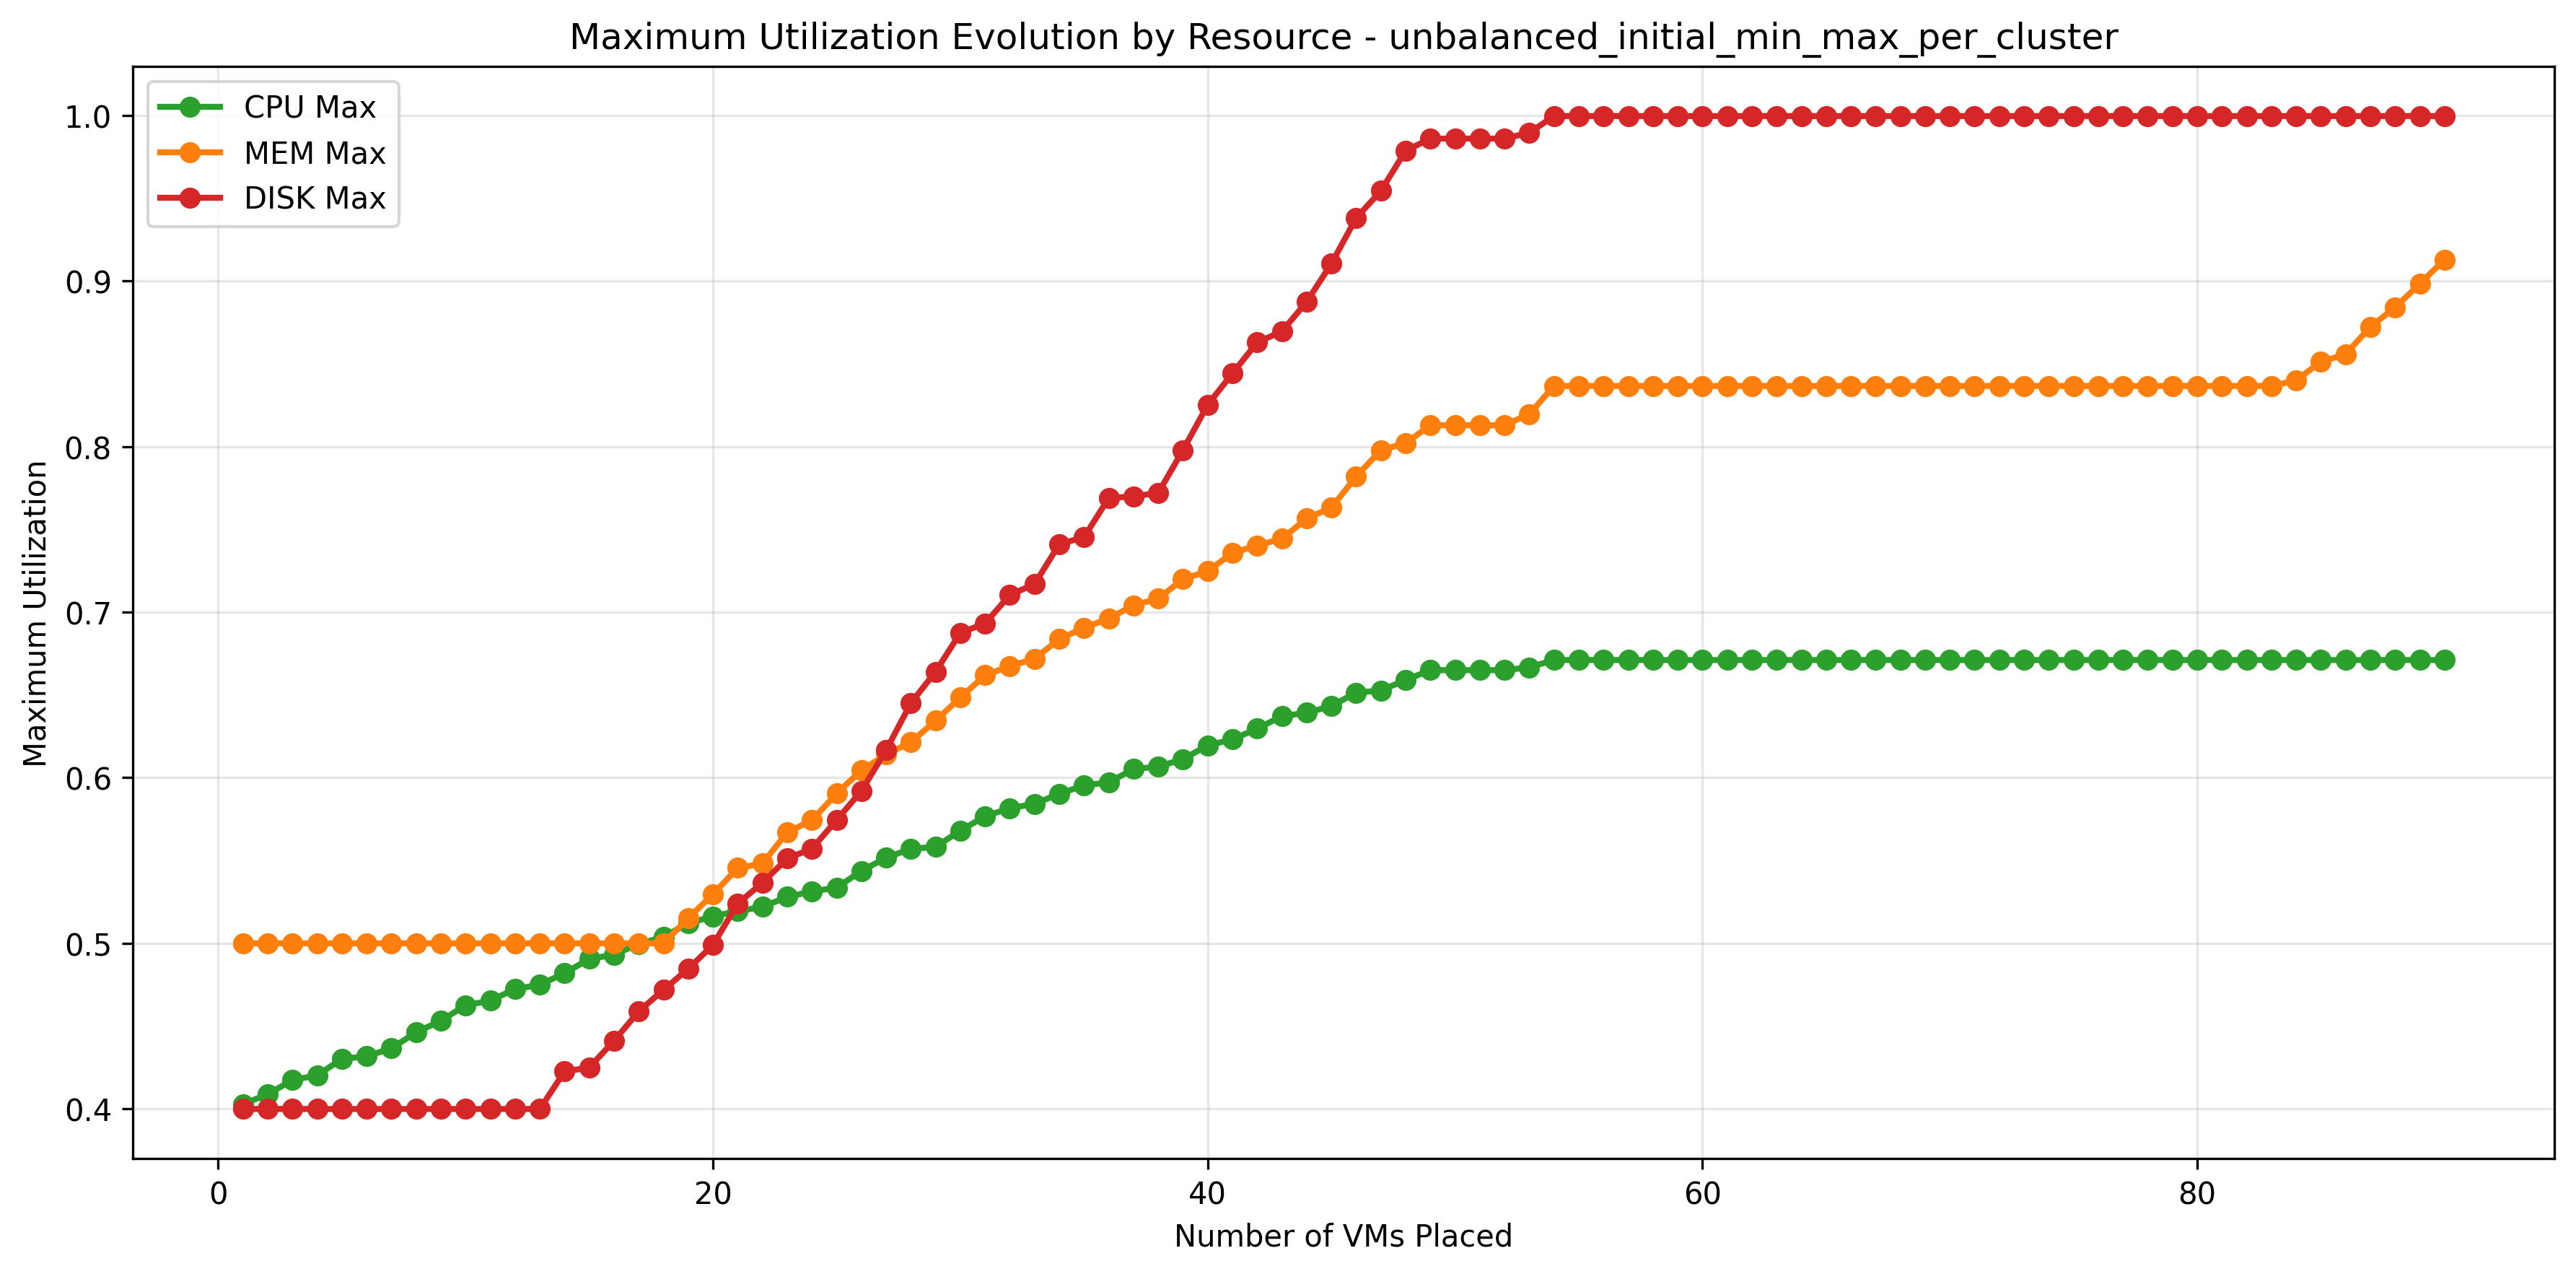 Maximum Utilization Evolution by Resource - unbalanced_initial_min_max_per_cluster
CPU Max
MEM Max
DISK Max
1.0
0.9
0.8
0.7
0.6
0.5
0.4
Maximum Utilization
0 20 40 60 80
Number of VMs Placed